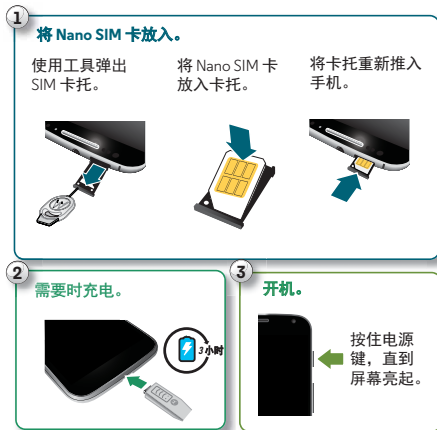 1
将 Nano SIM 卡放入。
使用工具弹出
SIM 卡托。
将 Nano SIM 卡
放入卡托。
将卡托重新推入
手机。
2
需要时充电。
3小时
3
开机。
按住电源
键，直到
屏幕亮起。